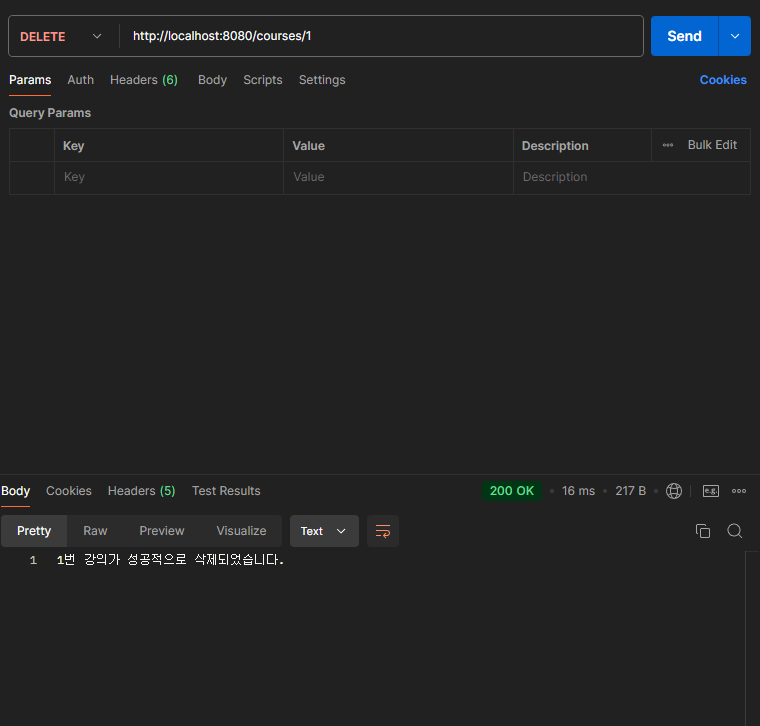 DELETE http://localhost:8080/courses/1 Send
Params Auth Headers (6) Body Scripts Settings Cookies
Query Params
Key Value Description Bulk Edit
Key Value Description
Body Cookies Headers (5) Test Results 200 OK 16 ms 217 B e.g.
Pretty Raw Preview Visualize Text
1 1번 강의가 성공적으로 삭제되었습니다.